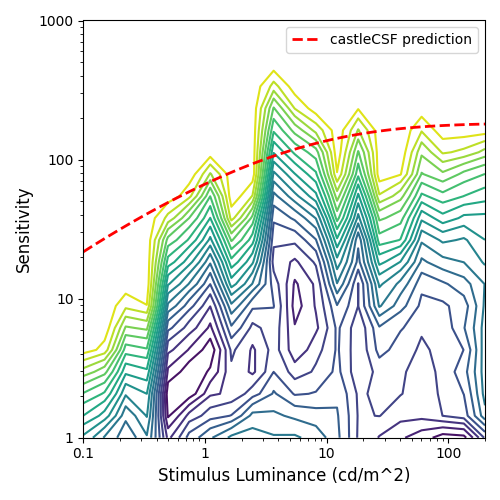 1000
castleCSF prediction
100
Sensitivity
10
1
0.1 1 10 100
Stimulus Luminance (cd/m^2)